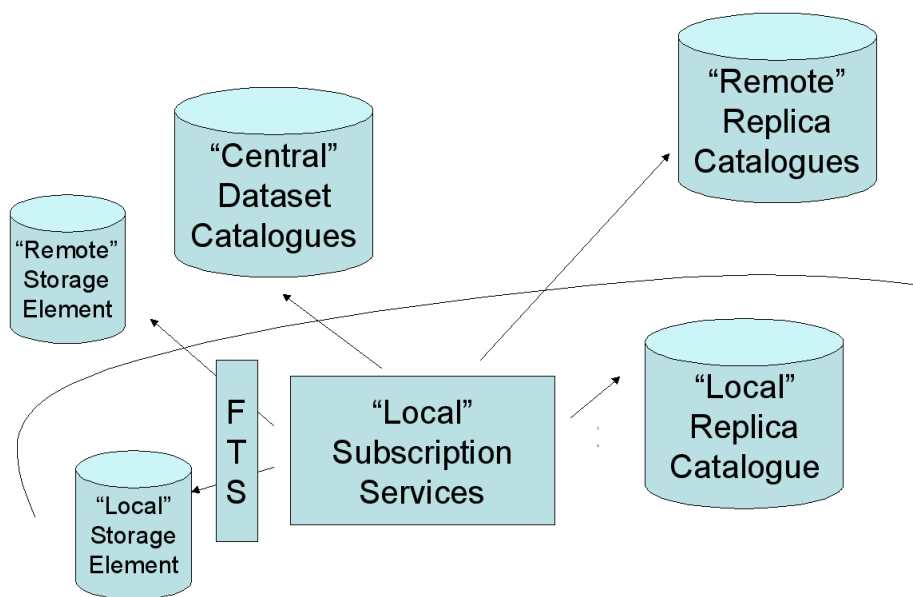 “Remote”
Replica
Catalogues
“Central”
Dataset
Catalogues
“Remote”
Storage
Element
F
T
S
“Local”
Subscription
Services
“Local”
Replica
Catalogue
“Local”
Storage
Element